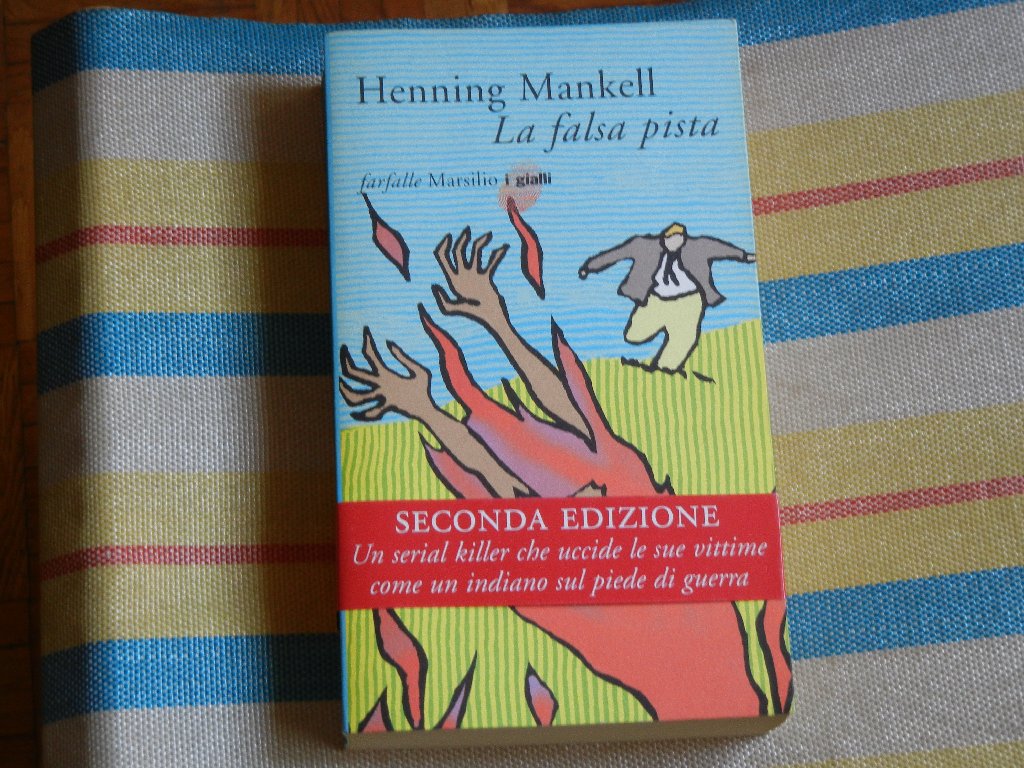 Henning Mankell
La falsa pista
farfalle Marsilio i gialli
SECONDA EDIZIONE
Un serial killer che uccide le sue vittime
come un indiano sul piede di guerra